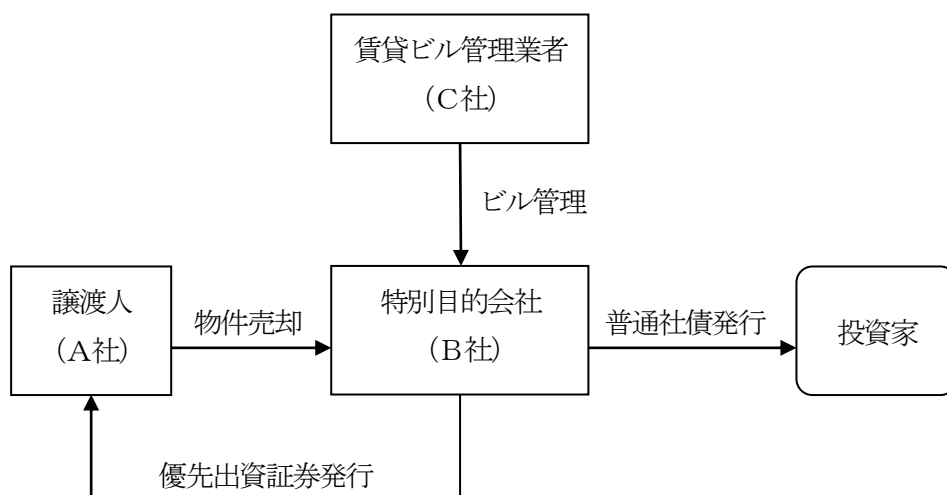 賃貸ビル管理業者
（C社）
ビル管理
譲渡人
（A社）
物件売却
特別目的会社
（B社）
普通社債発行
投資家
優先出資証券発行